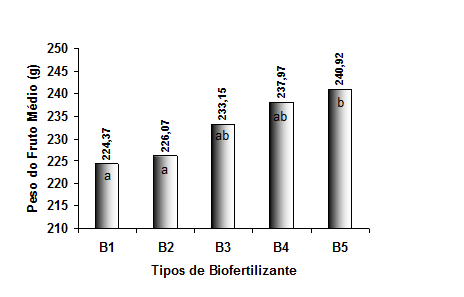 Peso do Fruto Médio (g)
250
245
240
235
230
225
220
215
210
224,37
226,07
233,15
237,97
240,92
a
a
ab
ab
b
B1
B2
B3
B4
B5
Tipos de Biofertilizante